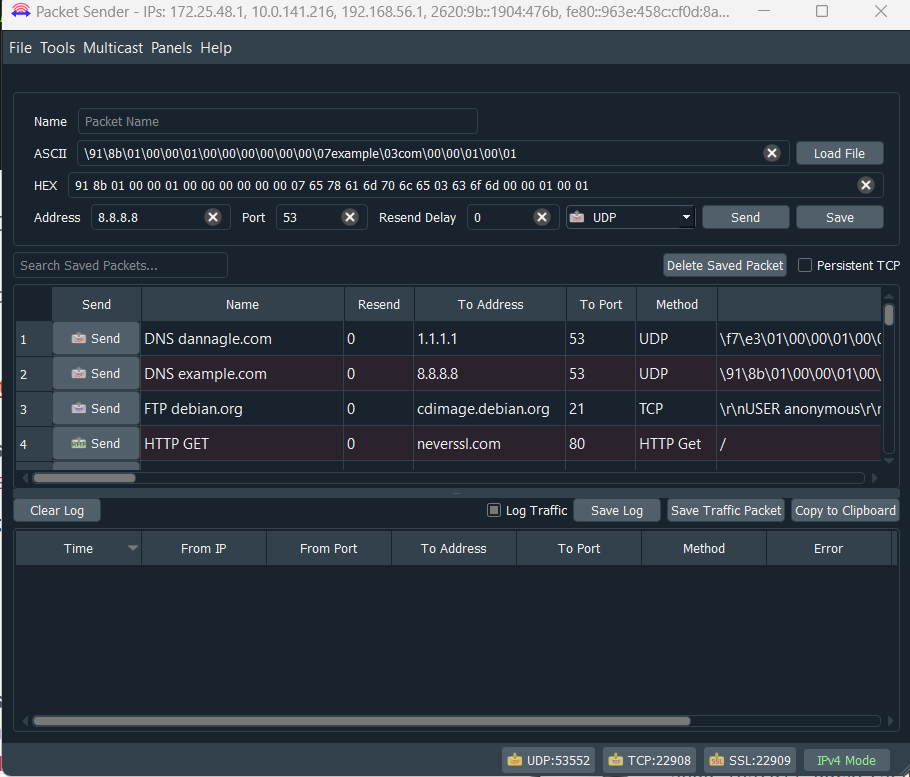 Packet Sender - IPs: 172.25.48.1, 10.0.141.216, 192.168.56.1, 2620:9b::1904:476b, fe80::963e:458c:cf0d:8a...
File Tools Multicast Panels Help
Name Packet Name
ASCII \91\8b\01\00\00\01\00\00\00\00\00\00\07example\03com\00\00\01\00\01 Load File
HEX 91 8b 01 00 00 01 00 00 00 00 00 00 07 65 78 61 6d 70 6c 65 03 63 6f 6d 00 00 01 00 01
Address 8.8.8.8 Port 53 Resend Delay 0 UDP Send Save
Search Saved Packets... Delete Saved Packet Persistent TCP
Send Name Resend To Address To Port Method
1 Send DNS dannagle.com 0 1.1.1.1 53 UDP \f7\e3\01\00\00\01\00\0
2 Send DNS example.com 0 8.8.8.8 53 UDP \91\8b\01\00\00\01\00\
3 Send FTP debian.org 0 cdimage.debian.org 21 TCP \r\nUSER anonymous\r\n
4 Send HTTP GET 0 neverssl.com 80 HTTP Get /
Clear Log Log Traffic Save Log Save Traffic Packet Copy to Clipboard
Time From IP From Port To Address To Port Method Error
UDP:53552 TCP:22908 SSL:22909 IPv4 Mode